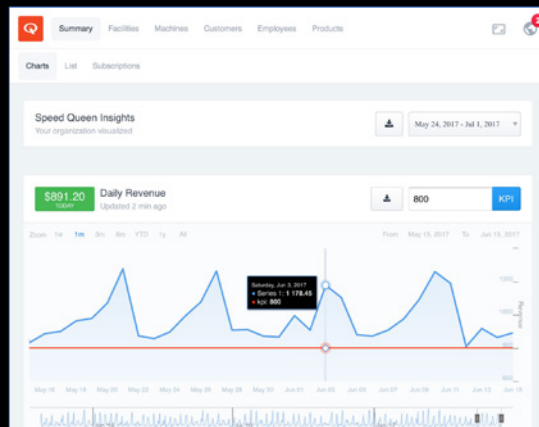 Summary Facilities Machines Customers Employees Products
Charts List Subscriptions
Speed Queen Insights
Your organization visualized
May 24, 2017 - Jul 1, 2017
$891.20
TODAY
Daily Revenue
Updated 2 min ago
800 KPI
Zoom 1w 1m 3m 6m YTD 1y All From May 15, 2017 To Jun 15, 2017
Saturday, Jun 3, 2017
Series 1: 1 178.45
kpi: 800
Revenue
May 16 May 18 May 20 May 22 May 24 May 26 May 28 May 30 Jun 01 Jun 03 Jun 05 Jun 07 Jun 09 Jun 11 Jun 13 Jun 15